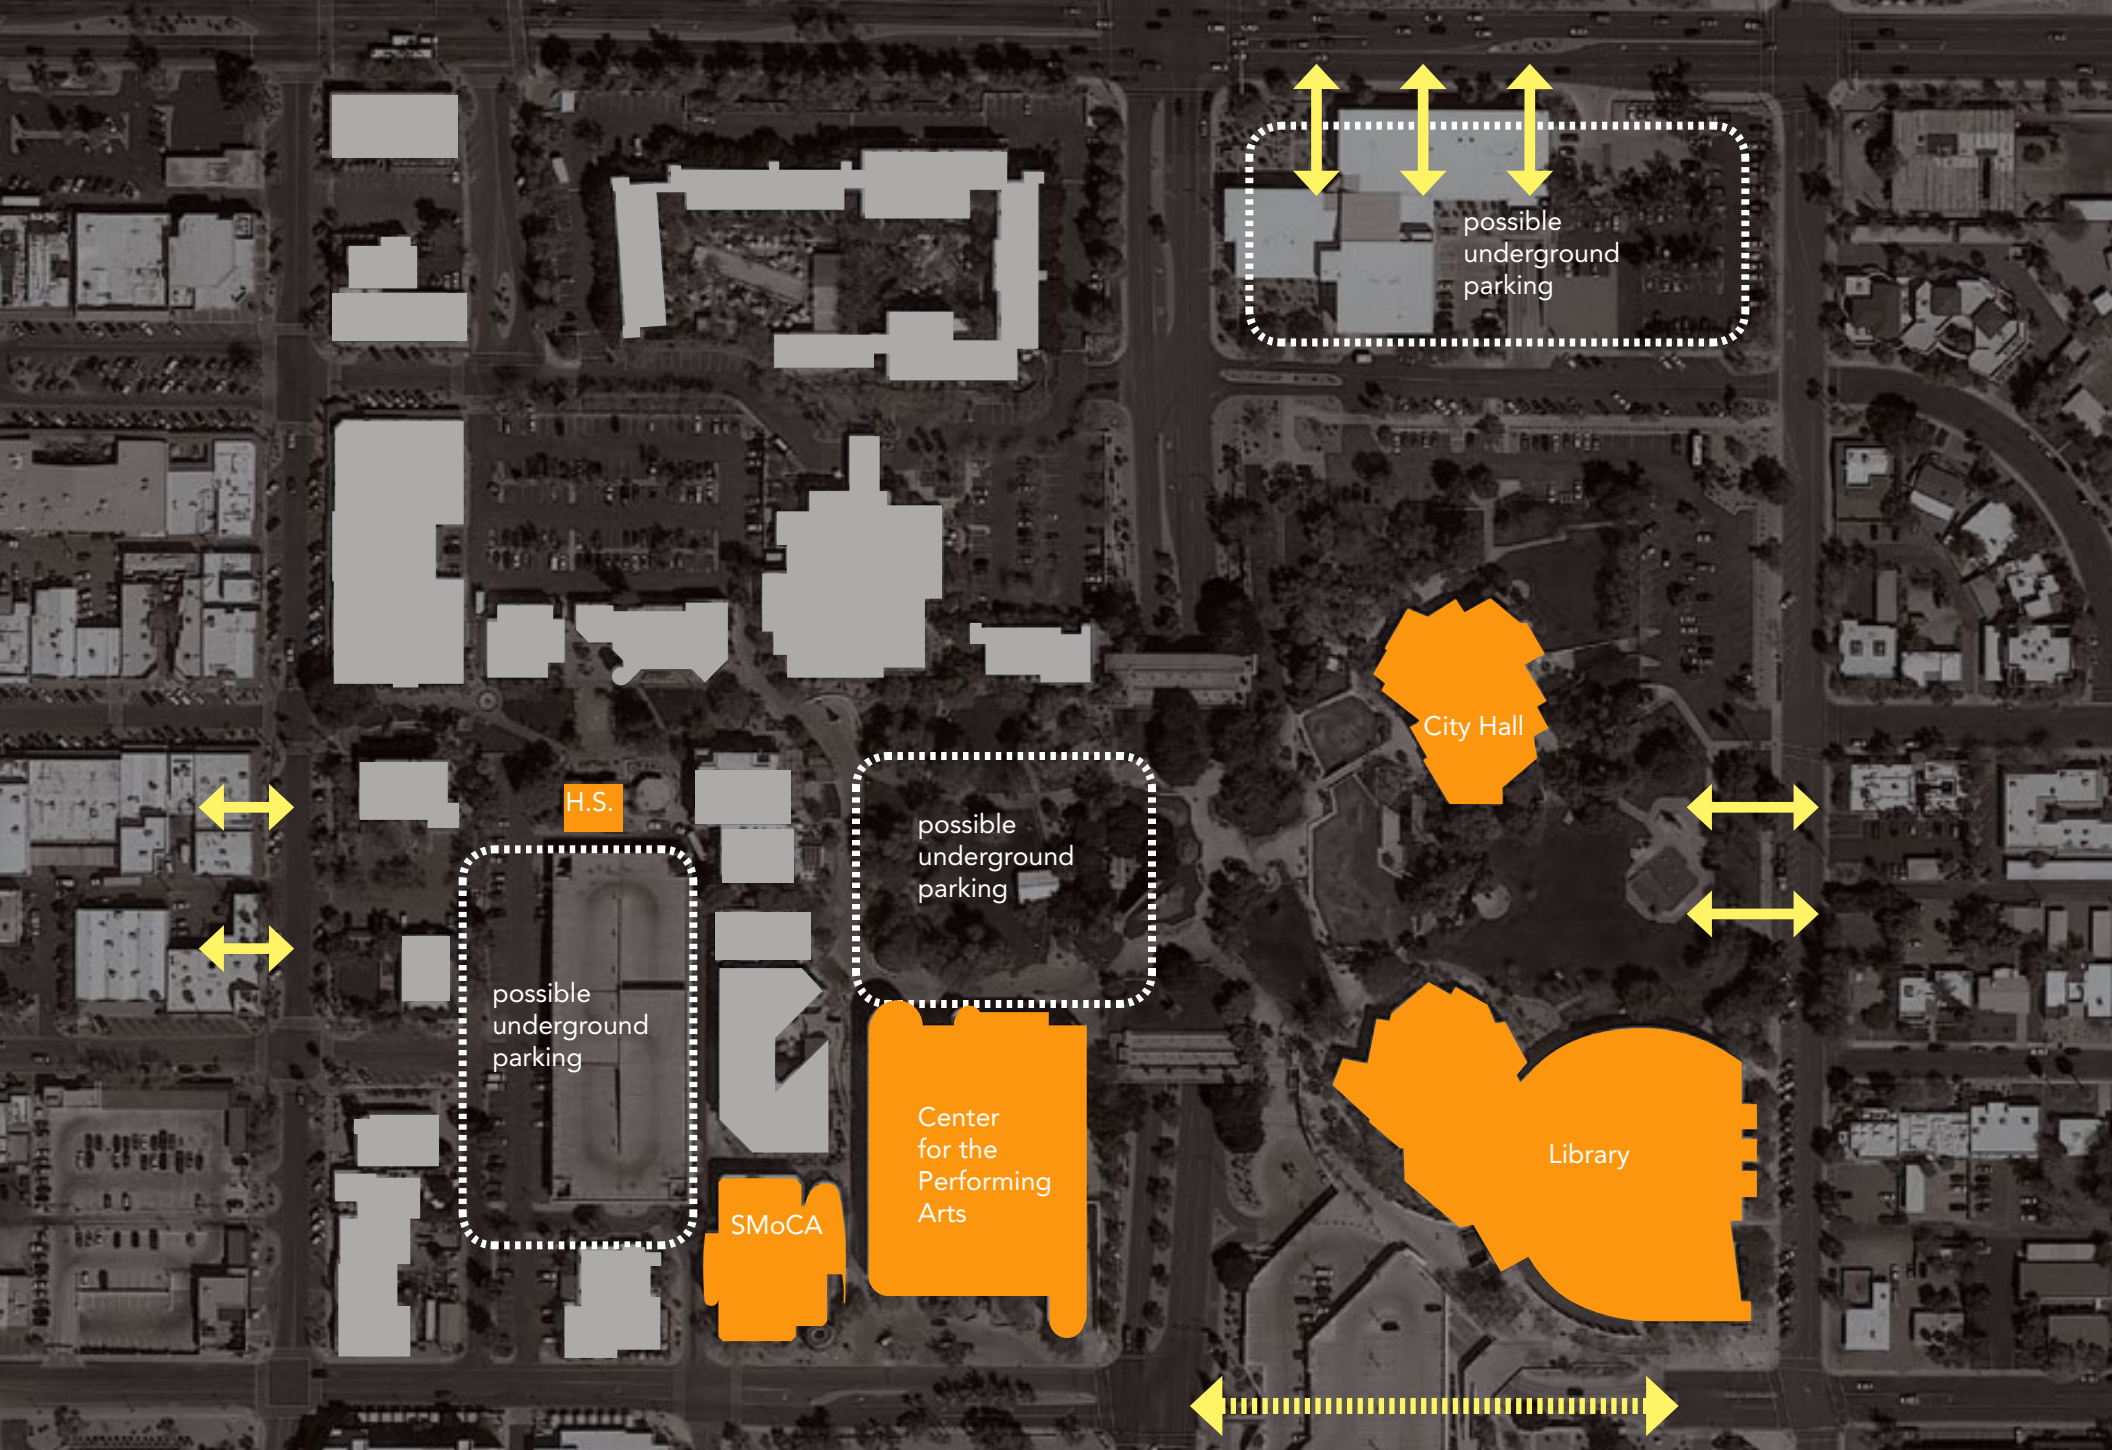 possible
underground
parking
City Hall
H.S.
possible
underground
parking
possible
underground
parking
Center
for the
Performing
Arts
Library
SMoCA